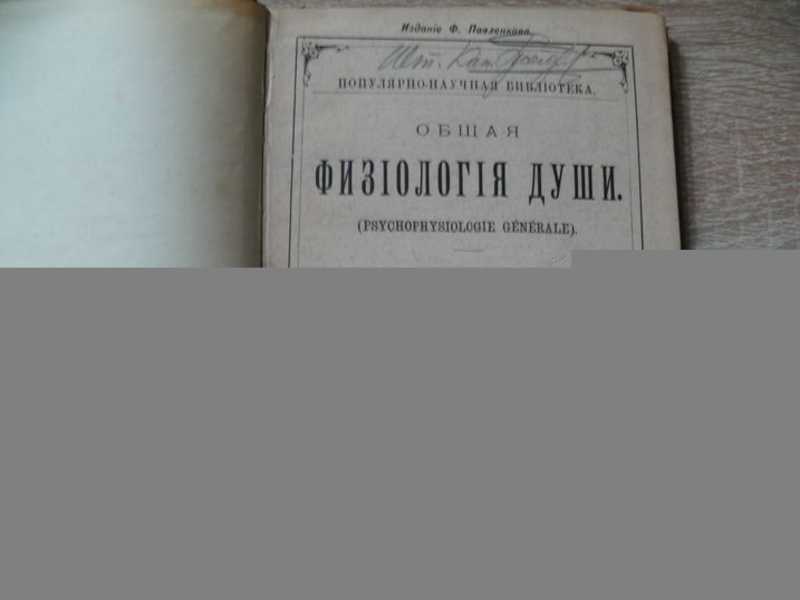 Изданіе Ф. Павленкова.
ПОПУЛЯРНО-НАУЧНАЯ БИБЛІОТЕКА.
ОБЩАЯ
ФИЗІОЛОГІЯ ДУШИ.
(PSYCHOPHYSIOLOGIE GÉNÉRALE).